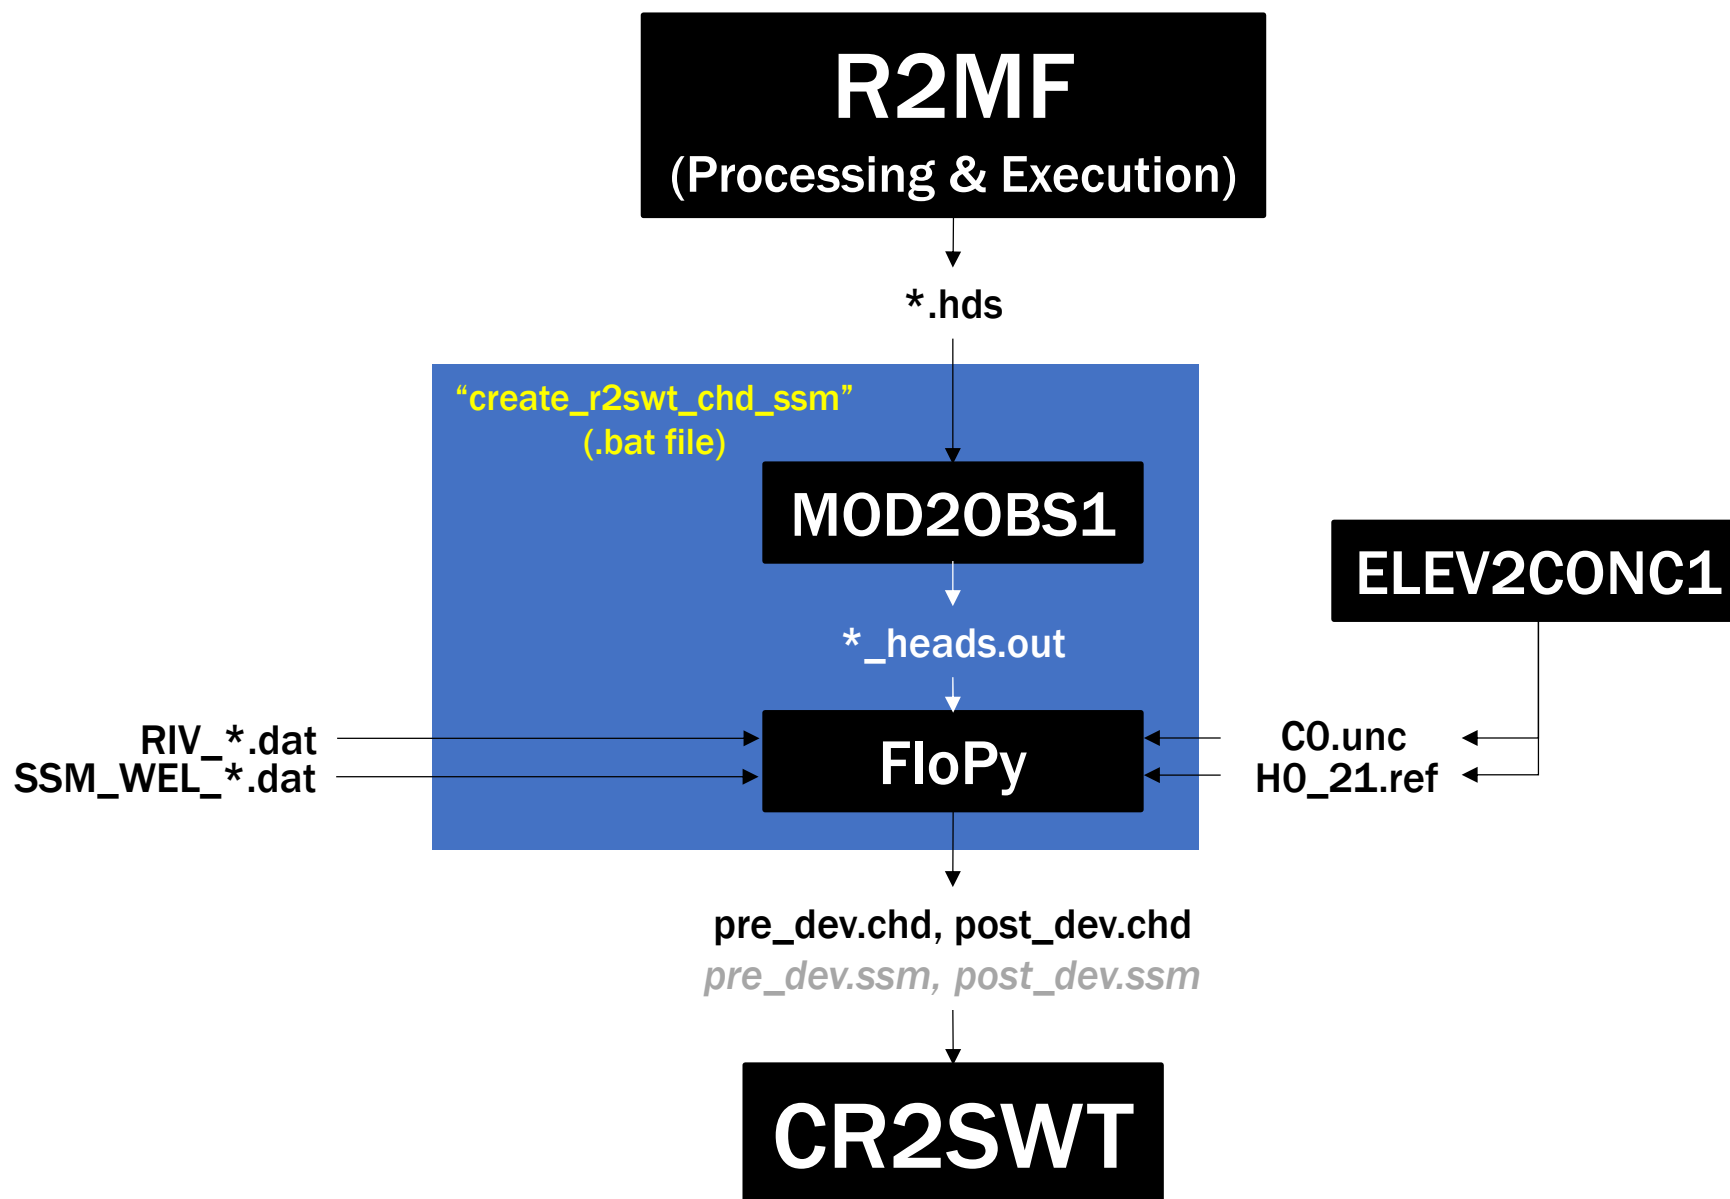 R2MF
(Processing & Execution)
*.hds
“create_r2swt_chd_ssm”
(.bat file)
MOD2OBS1
ELEV2CONC1
*_heads.out
RIV_*.dat
SSM_WEL_*.dat
FloPy
C0.unc
H0_21.ref
pre_dev.chd, post_dev.chd
pre_dev.ssm, post_dev.ssm
CR2SWT